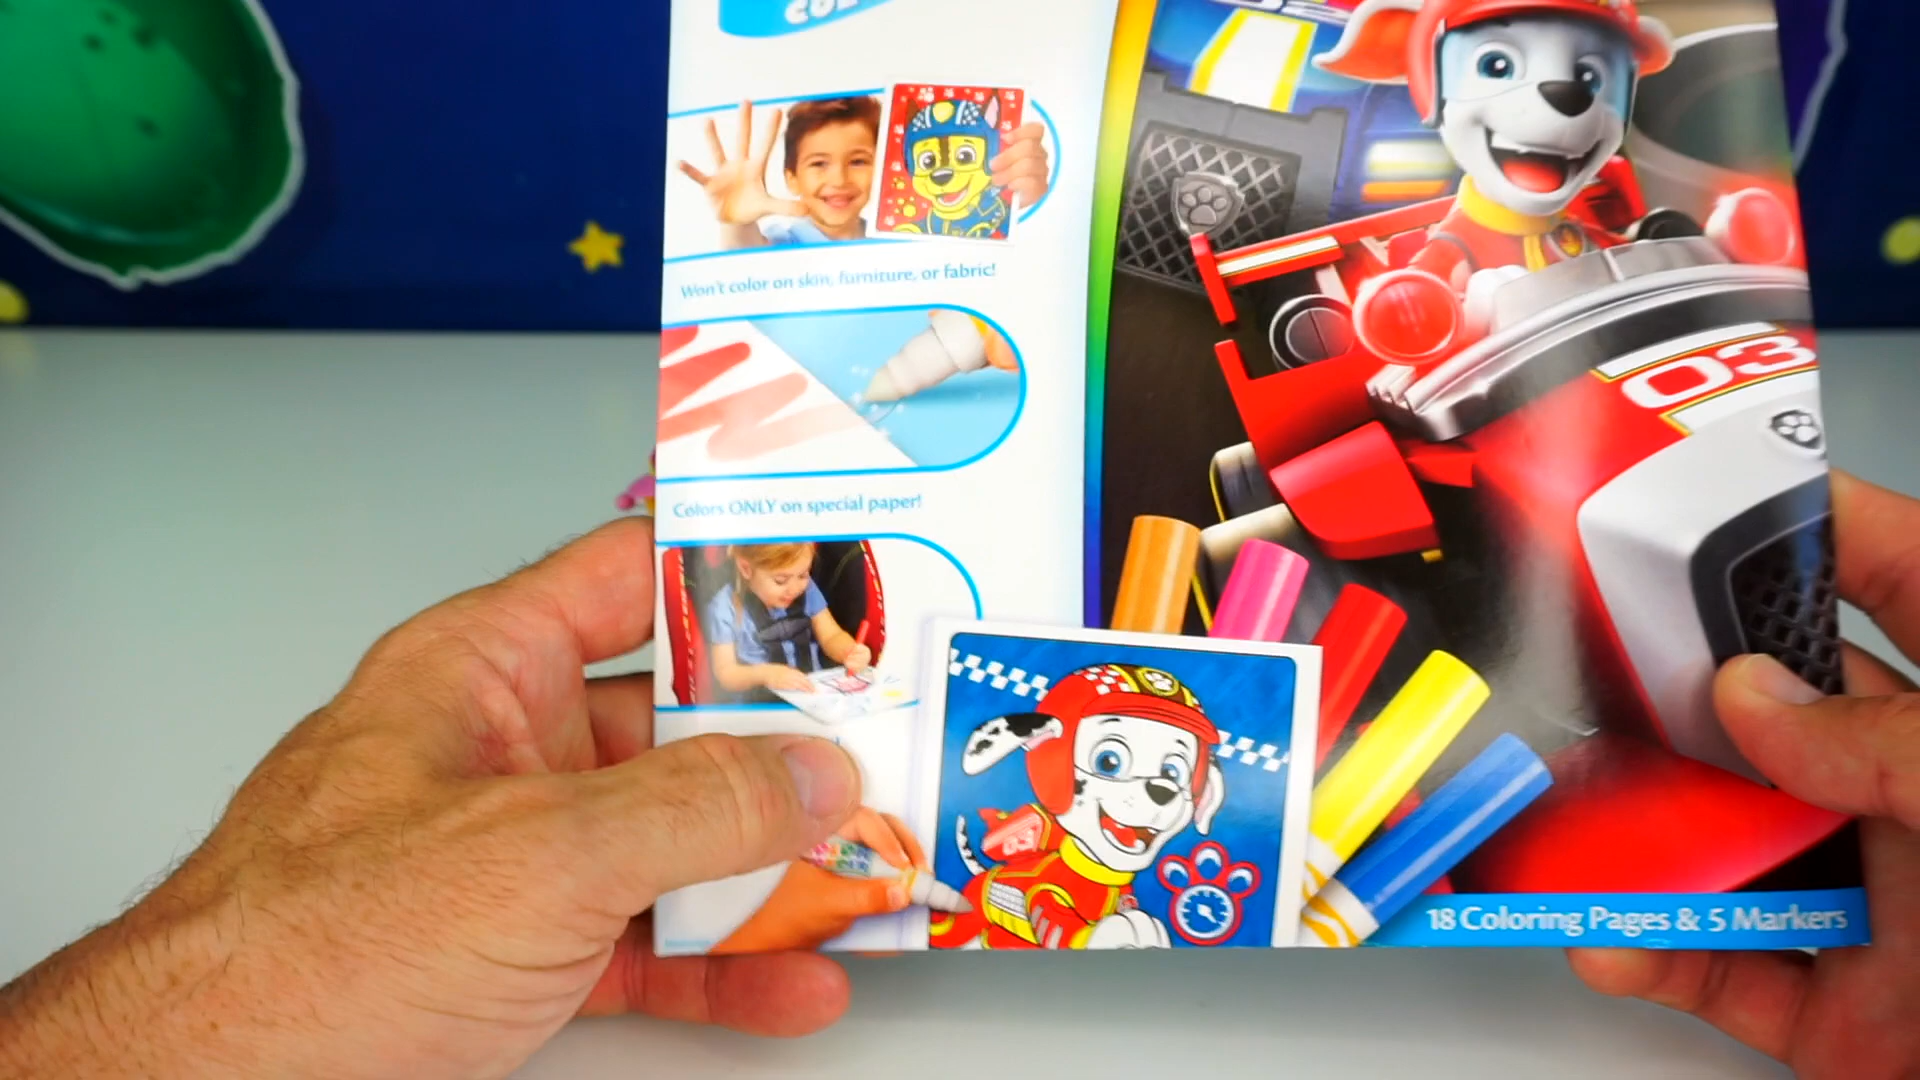 Won't color on skin, furniture, or fabric!
Colors ONLY on special paper!
03
03
18 Coloring Pages & 5 Markers